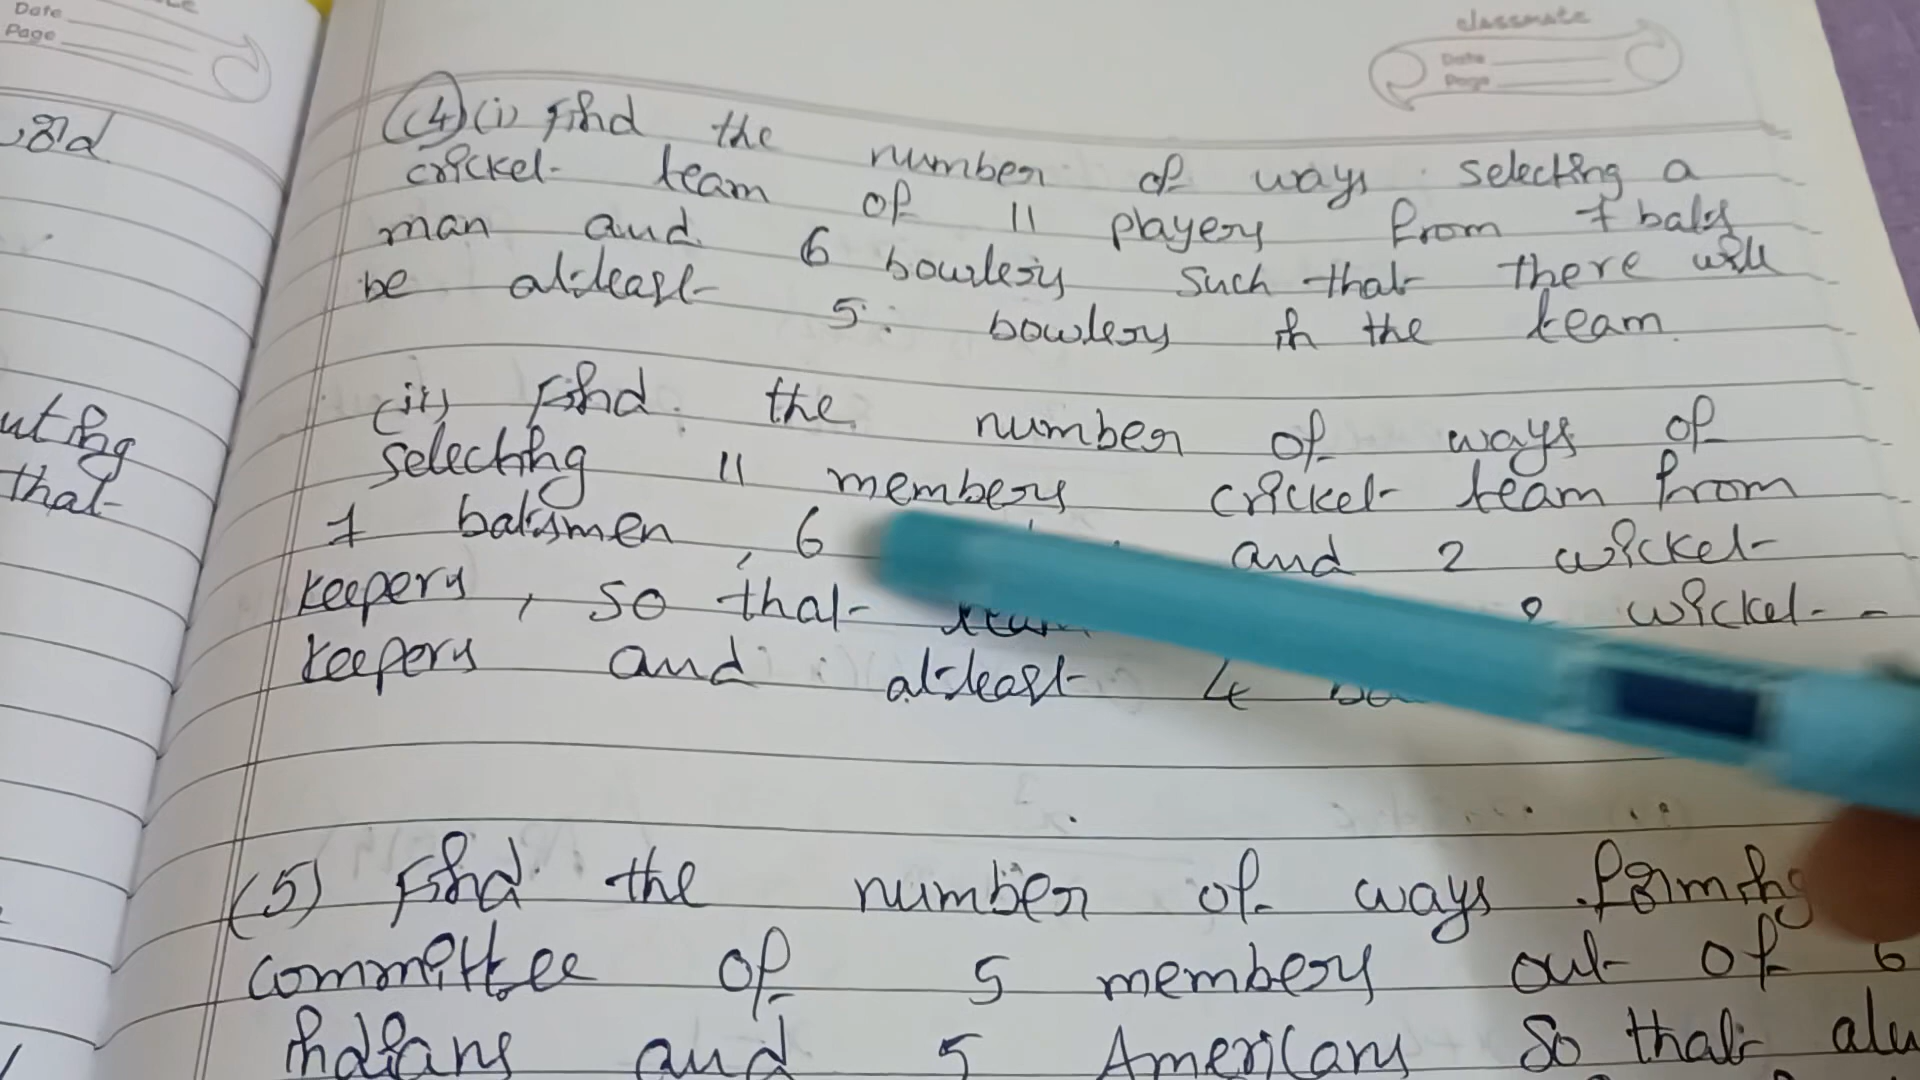 Date
Page
classmate
Date
Page
uting
that
(4) (i) Find the number of ways selecting a
cricket team of 11 players from 7 bats
man and 6 bowlers such that there will
be atleast 5 bowlers in the team.
(ii) Find the number of ways of
selecting 11 members cricket team from
7 batsmen, 6 and 2 wicket
keepers, so that team 2 wicket-
keepers and atleast 4
(5) Find the number of ways forming
committee of 5 members out of 6
Indians and 5 Americans so that